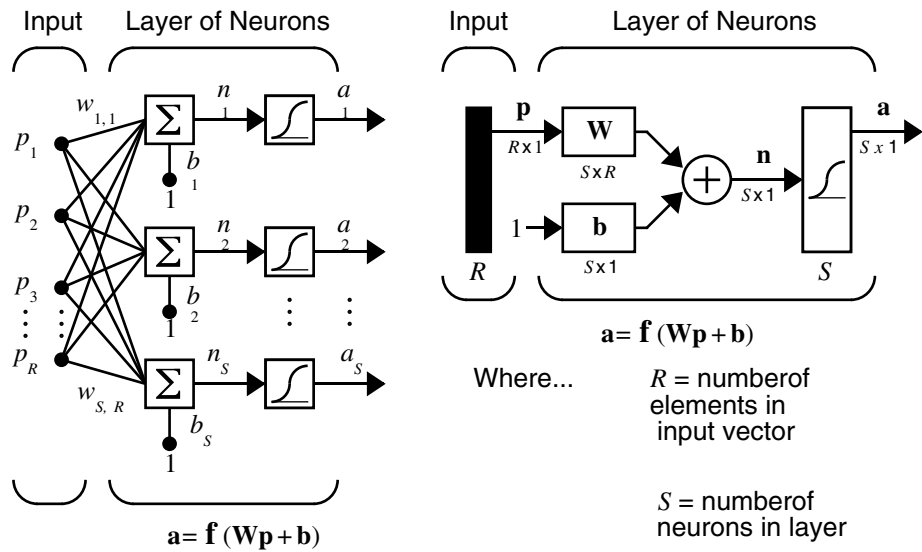 Input
Layer of Neurons
w1,1
n1
a1
Σ
p1
b1
1
p2
n2
a2
Σ
p3
b2
1
pR
nS
aS
Σ
wS, R
bS
1
a= f (Wp+b)
Input
Layer of Neurons
p
a
W
R x 1
S x 1
n
S x R
+
S x 1
1
b
S x 1
R
S
a= f (Wp+b)
Where...
R = numberof
elements in
input vector
S = numberof
neurons in layer